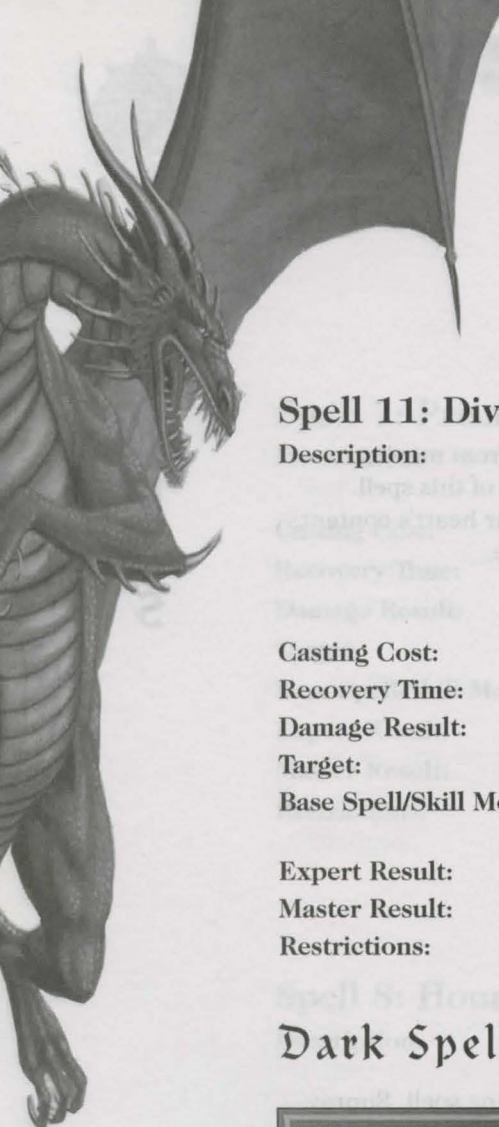 Spell 11: Div
Description:
Casting Cost:
Recovery Time:
Damage Result:
Target:
Base Spell/Skill Mo
Expert Result:
Master Result:
Restrictions:
Dark Spel